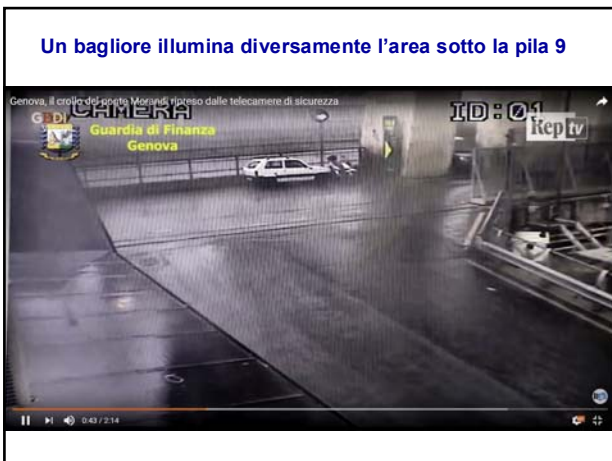 Un bagliore illumina diversamente l'area sotto la pila 9
Genova, il crollo del ponte Morandi ripreso dalle telecamere di sicurezza
CAMERA
ID:01
Guardia di Finanza
Genova
Rep tv
0:43 / 2:14